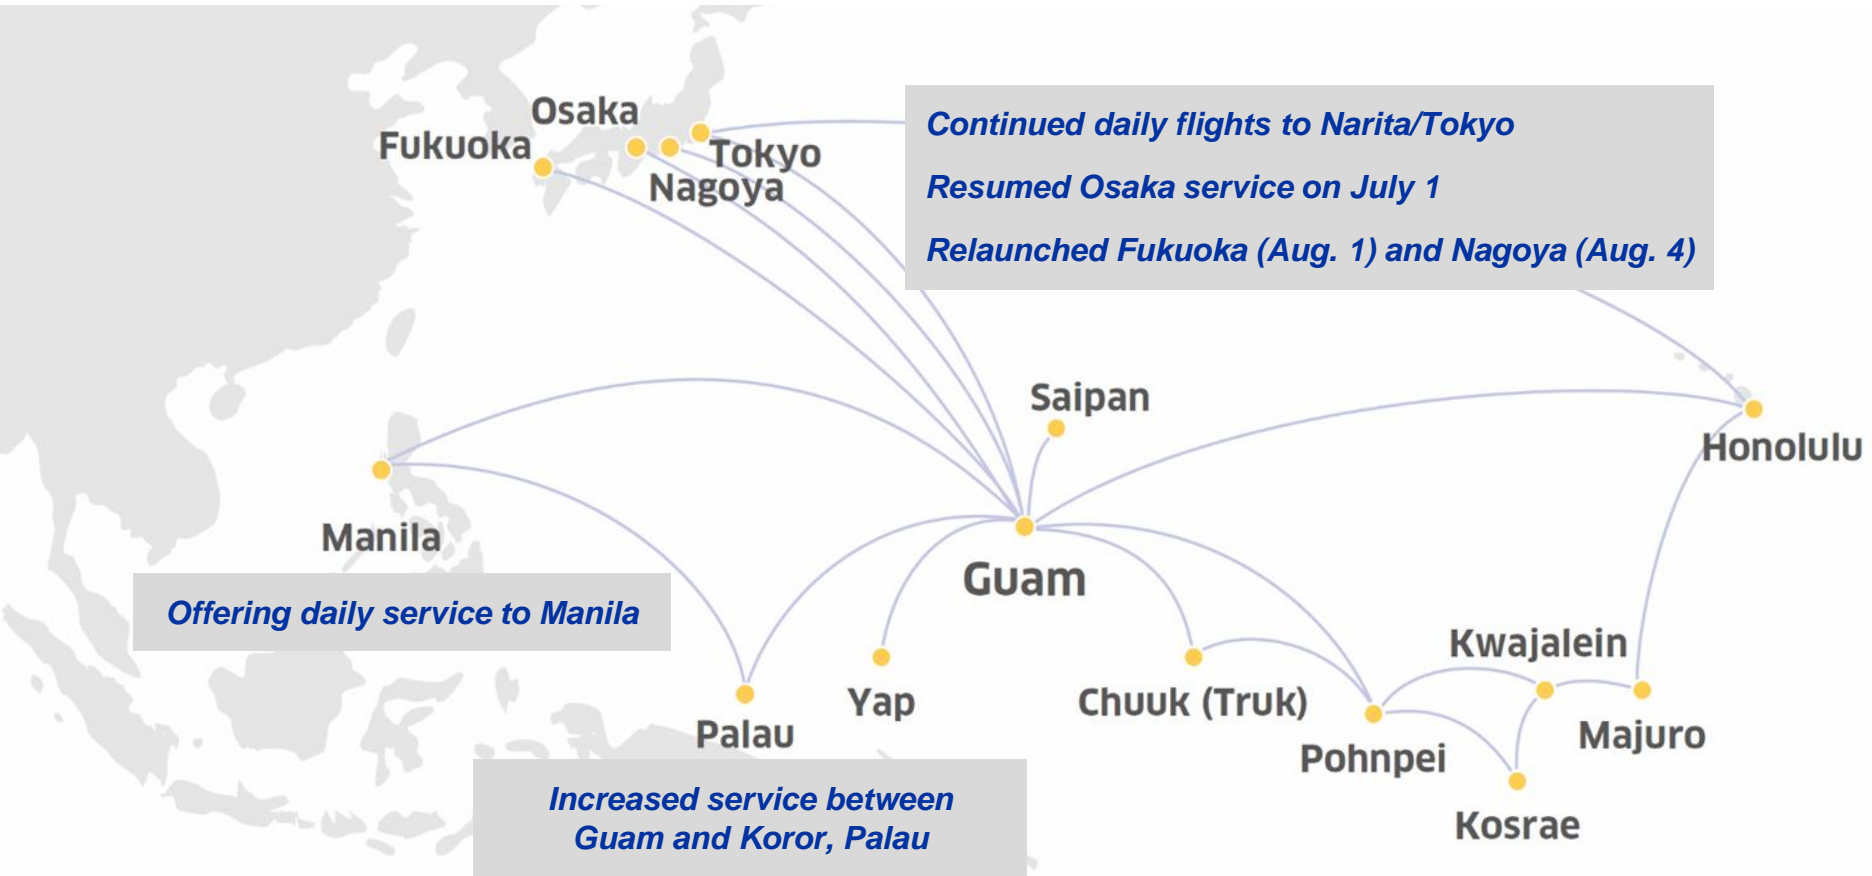 Osaka
Fukuoka
Tokyo
Nagoya
Continued daily flights to Narita/Tokyo
Resumed Osaka service on July 1
Relaunched Fukuoka (Aug. 1) and Nagoya (Aug. 4)
Saipan
Honolulu
Manila
Guam
Offering daily service to Manila
Kwajalein
Yap
Chuuk (Truk)
Palau
Majuro
Pohnpei
Increased service between
Guam and Koror, Palau
Kosrae